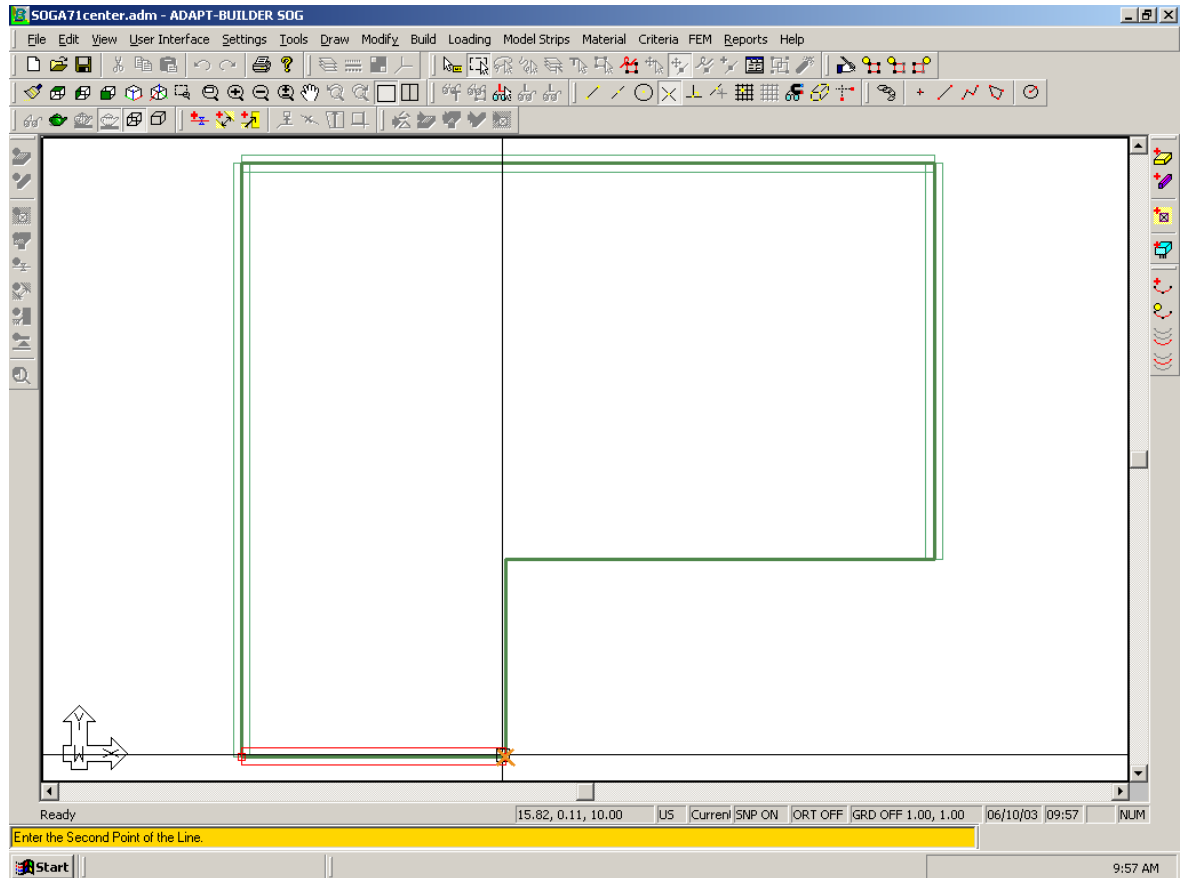 SOGA71center.adm - ADAPT-BUILDER SOG
File Edit View User Interface Settings Tools Draw Modify Build Loading Model Strips Material Criteria FEM Reports Help
Y
W X
Ready 15.82, 0.11, 10.00 US Current SNP ON ORT OFF GRD OFF 1.00, 1.00 06/10/03 09:57 NUM
Enter the Second Point of the Line.
Start 9:57 AM